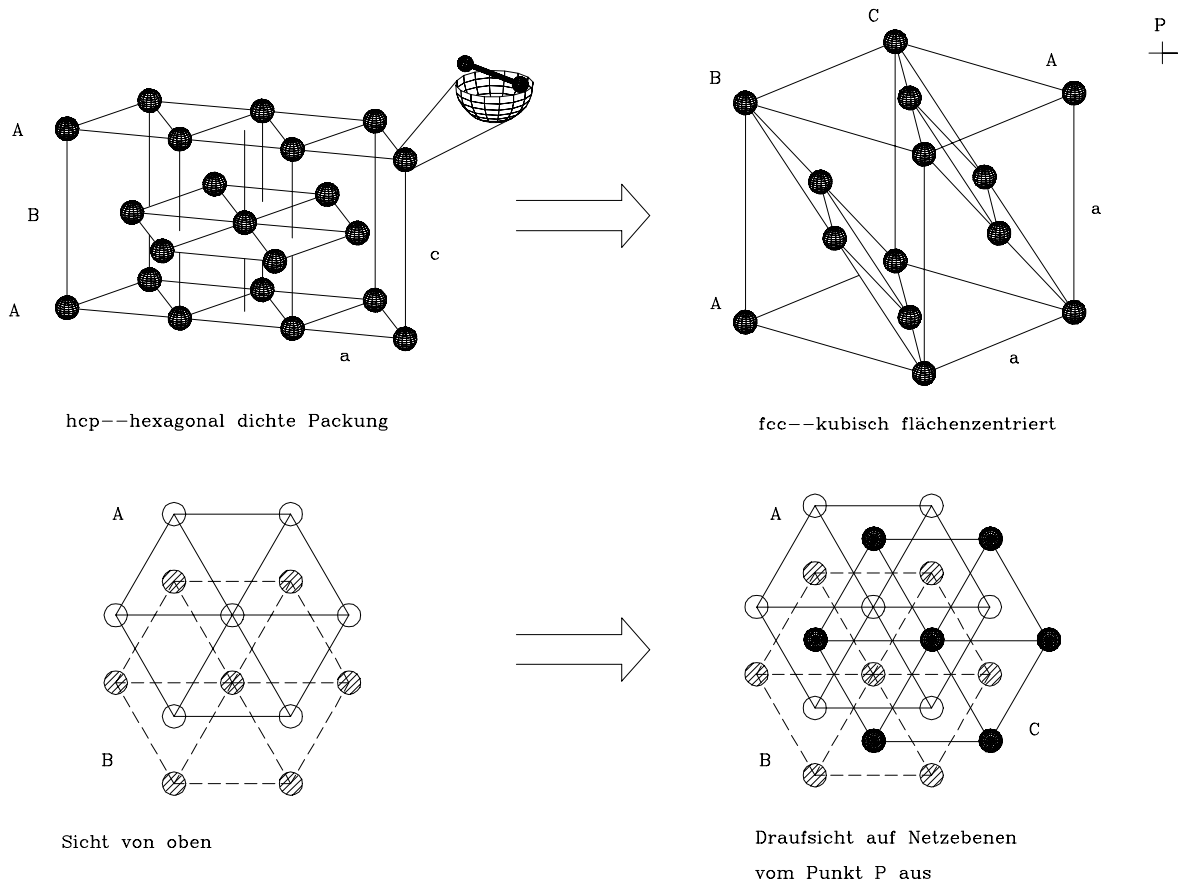 C
P
A
B
A
B
A
c
a
a
A
a
hcp--hexagonal dichte Packung
fcc--kubisch flächenzentriert
A
B
A
B
C
Sicht von oben
Draufsicht auf Netzebenen
vom Punkt P aus